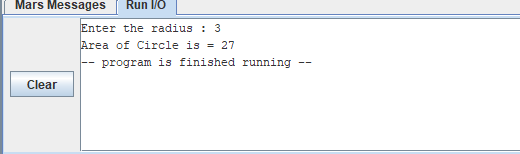 Mars Messages Run I/O
Enter the radius : 3
Area of Circle is = 27
-- program is finished running --
Clear